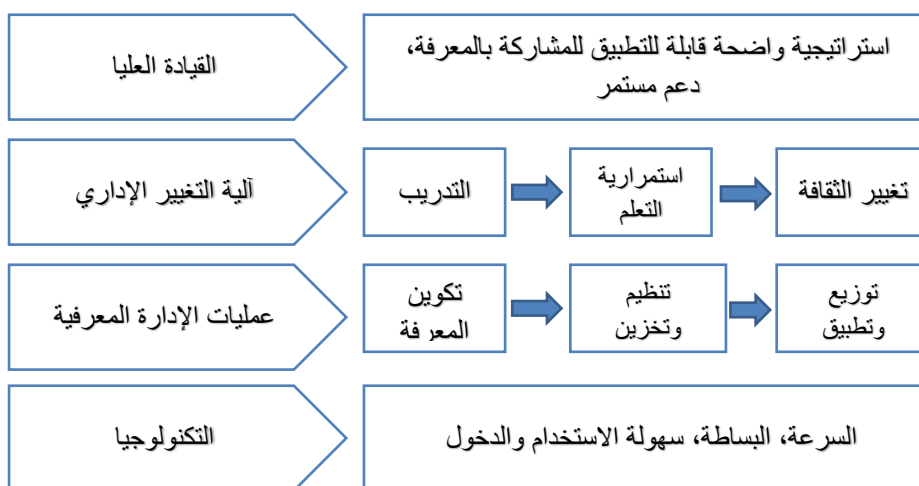 القيادة العليا
استراتيجية واضحة قابلة للتطبيق للمشاركة بالمعرفة،
دعم مستمر
آلية التغيير الإداري
التدريب
استمرارية
التعلم
تغيير الثقافة
عمليات الإدارة المعرفية
تكوين
المعرفة
تنظيم
وتخزين
توزيع
وتطبيق
التكنولوجيا
السرعة، البساطة، سهولة الاستخدام والدخول